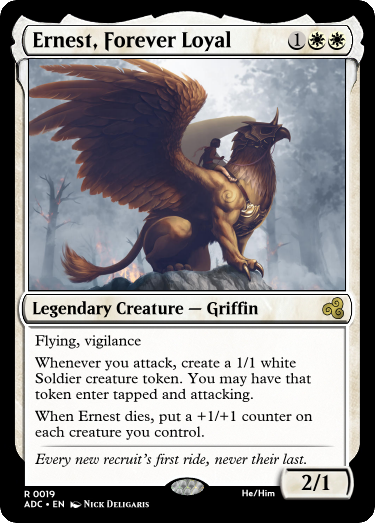 Ernest, Forever Loyal 1
Legendary Creature — Griffin
Flying, vigilance
Whenever you attack, create a 1/1 white
Soldier creature token. You may have that
token enter tapped and attacking.
When Ernest dies, put a +1/+1 counter on
each creature you control.
Every new recruit's first ride, never their last.
2/1
R 0019
He/Him
ADC • EN Nick Deligaris